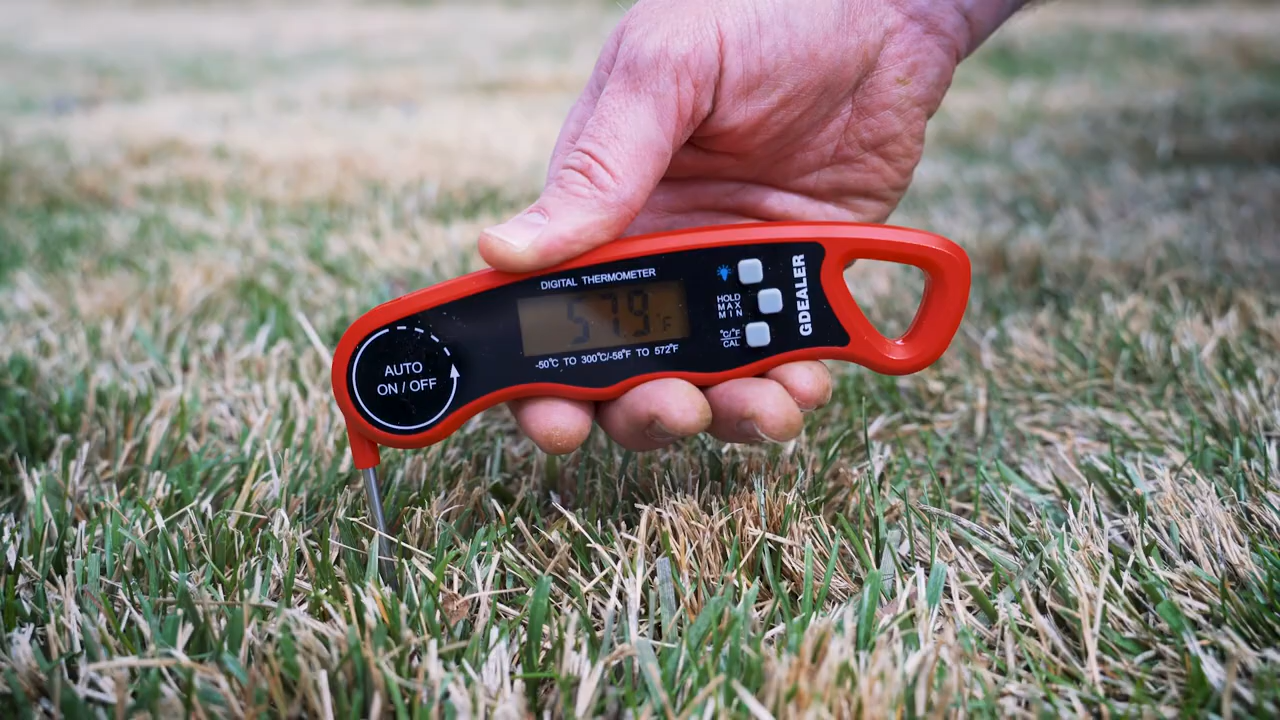 DIGITAL THERMOMETER
57.9°F
-50°C TO 300°C/-58°F TO 572°F
AUTO
ON / OFF
HOLD
MAX
MIN
°C/°F
CAL
GDEALER